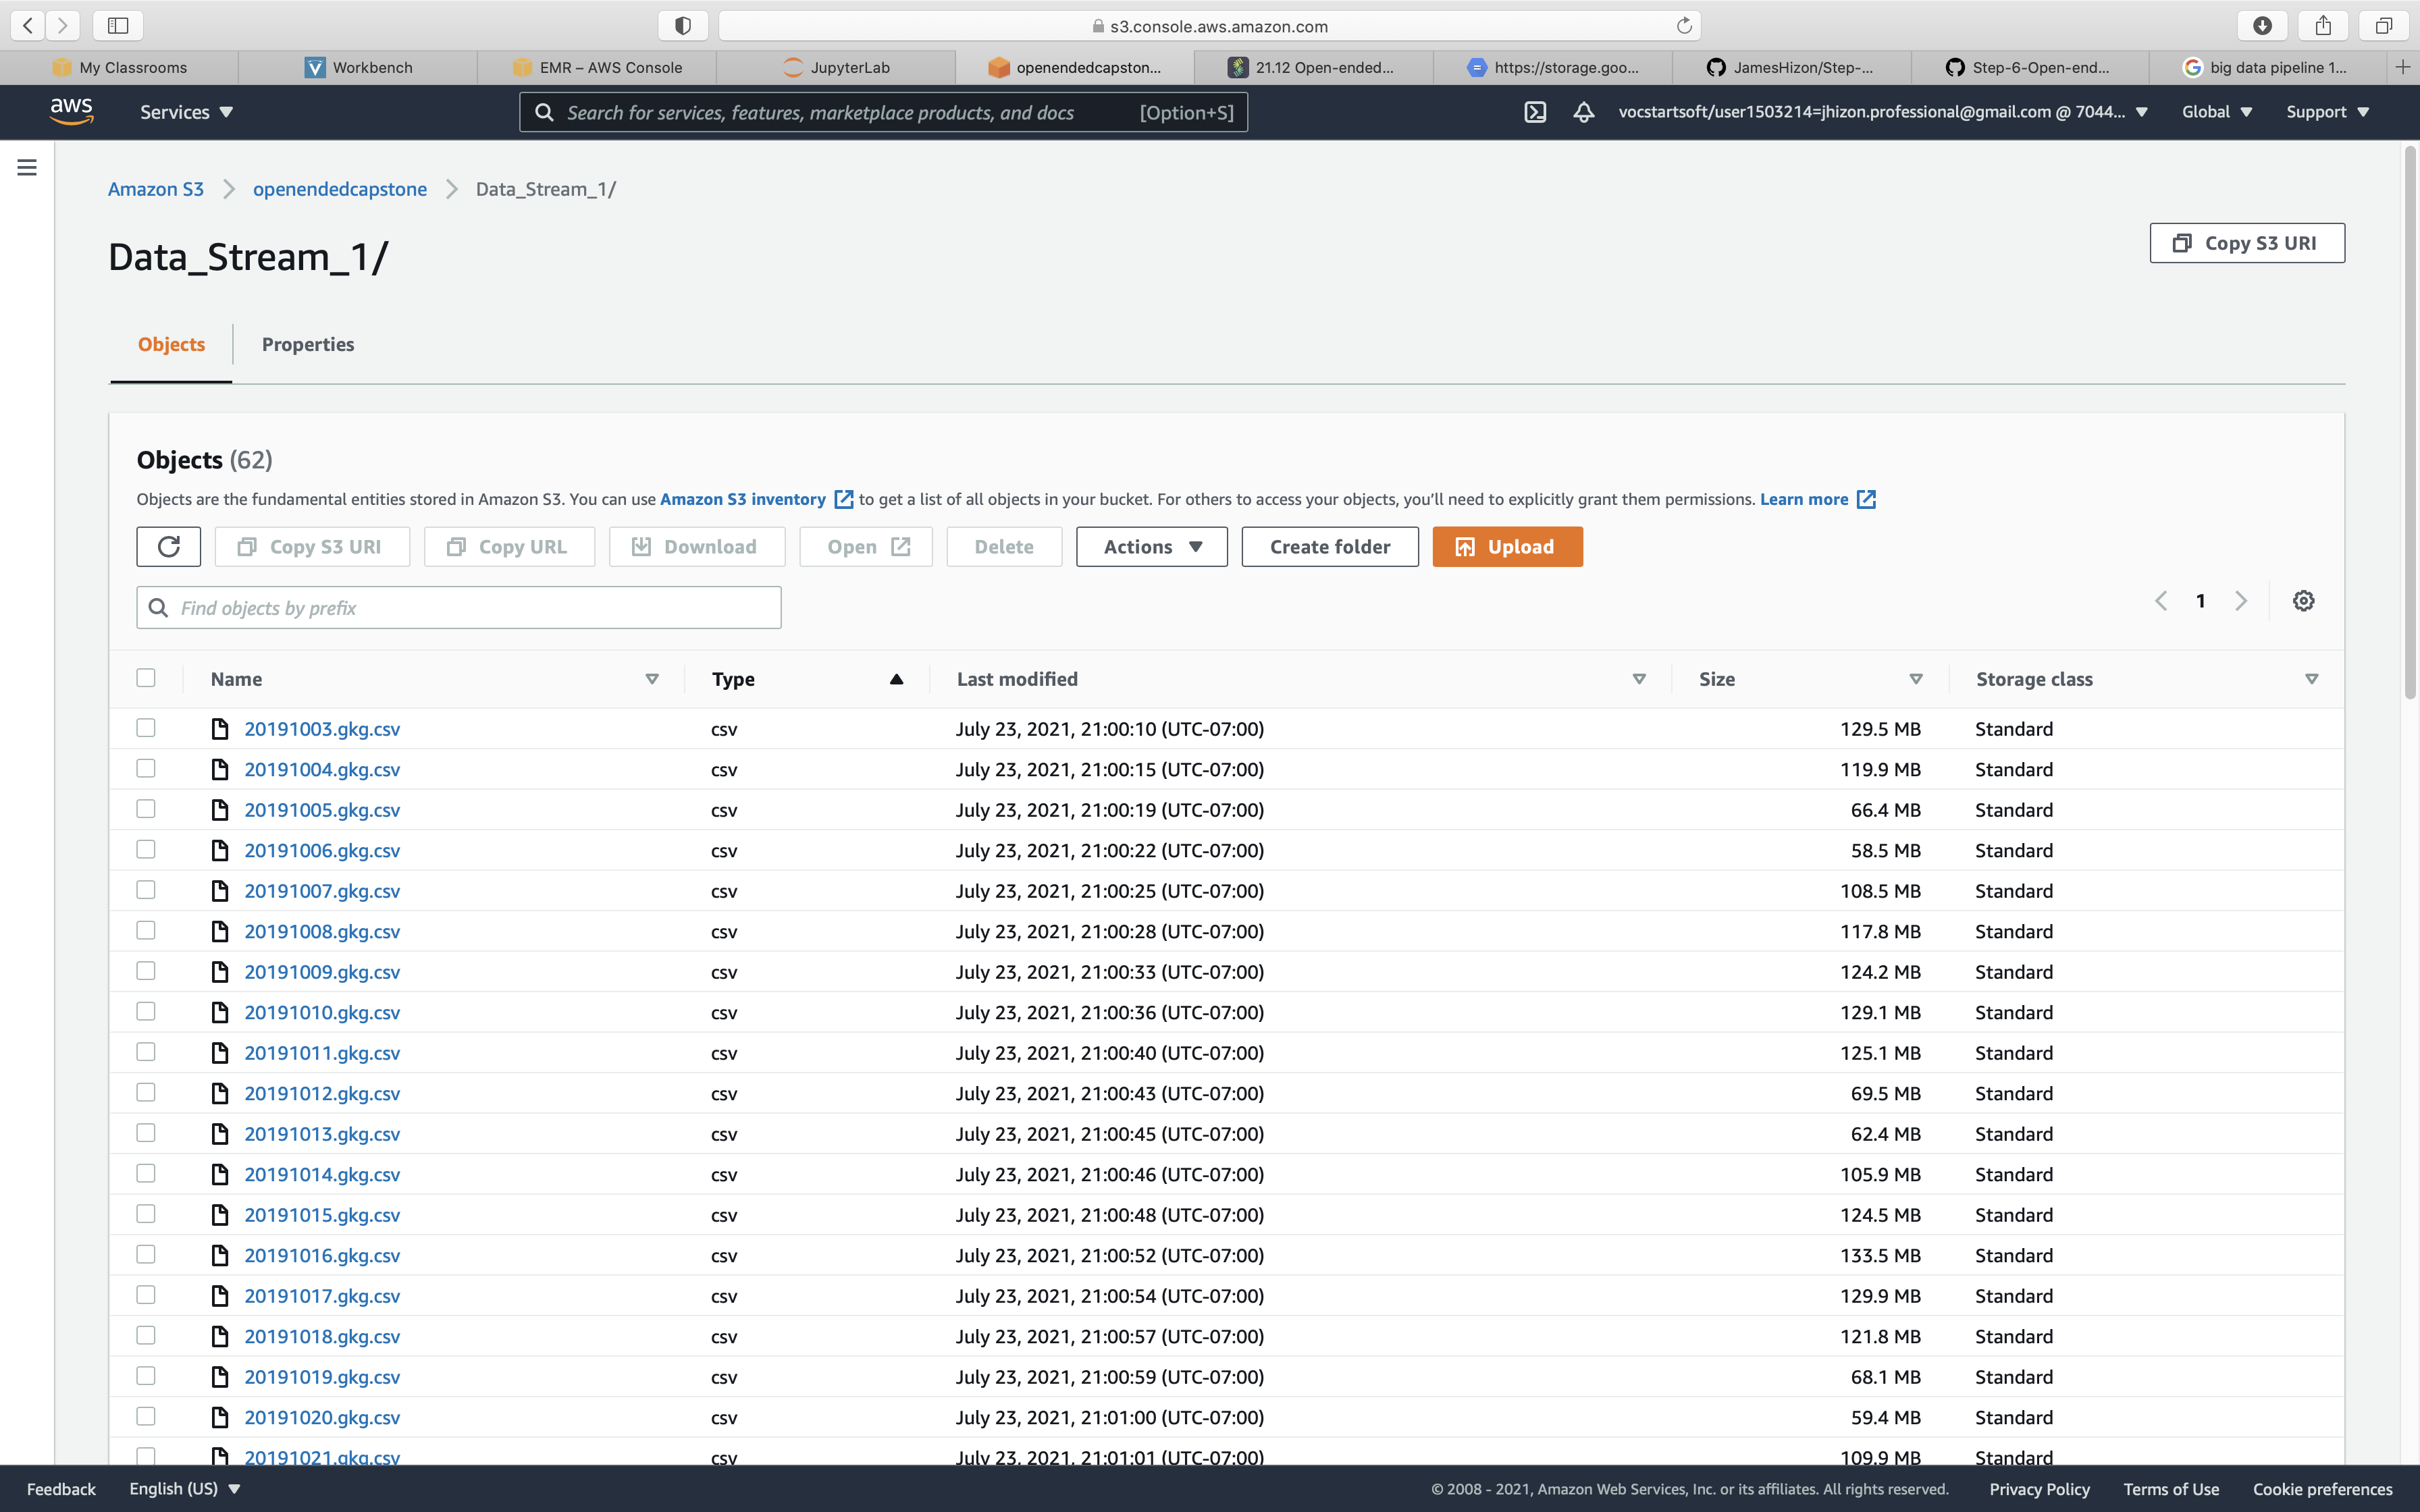 s3.console.aws.amazon.com
My Classrooms
Workbench
EMR – AWS Console
JupyterLab
openendedcapston...
21.12 Open-ended...
https://storage.goo...
JamesHizon/Step-...
Step-6-Open-end...
big data pipeline 1...
aws
Services
Search for services, features, marketplace products, and docs [Option+S]
vocstartsoft/user1503214=jhizon.professional@gmail.com @ 7044...
Global
Support
Amazon S3 openendedcapstone Data_Stream_1/
Data_Stream_1/
Copy S3 URI
Objects
Properties
Objects (62)
Objects are the fundamental entities stored in Amazon S3. You can use Amazon S3 inventory to get a list of all objects in your bucket. For others to access your objects, you’ll need to explicitly grant them permissions. Learn more
Copy S3 URI
Copy URL
Download
Open
Delete
Actions
Create folder
Upload
Find objects by prefix
1
Name Type Last modified Size Storage class
20191003.gkg.csv csv July 23, 2021, 21:00:10 (UTC-07:00) 129.5 MB Standard
20191004.gkg.csv csv July 23, 2021, 21:00:15 (UTC-07:00) 119.9 MB Standard
20191005.gkg.csv csv July 23, 2021, 21:00:19 (UTC-07:00) 66.4 MB Standard
20191006.gkg.csv csv July 23, 2021, 21:00:22 (UTC-07:00) 58.5 MB Standard
20191007.gkg.csv csv July 23, 2021, 21:00:25 (UTC-07:00) 108.5 MB Standard
20191008.gkg.csv csv July 23, 2021, 21:00:28 (UTC-07:00) 117.8 MB Standard
20191009.gkg.csv csv July 23, 2021, 21:00:33 (UTC-07:00) 124.2 MB Standard
20191010.gkg.csv csv July 23, 2021, 21:00:36 (UTC-07:00) 129.1 MB Standard
20191011.gkg.csv csv July 23, 2021, 21:00:40 (UTC-07:00) 125.1 MB Standard
20191012.gkg.csv csv July 23, 2021, 21:00:43 (UTC-07:00) 69.5 MB Standard
20191013.gkg.csv csv July 23, 2021, 21:00:45 (UTC-07:00) 62.4 MB Standard
20191014.gkg.csv csv July 23, 2021, 21:00:46 (UTC-07:00) 105.9 MB Standard
20191015.gkg.csv csv July 23, 2021, 21:00:48 (UTC-07:00) 124.5 MB Standard
20191016.gkg.csv csv July 23, 2021, 21:00:52 (UTC-07:00) 133.5 MB Standard
20191017.gkg.csv csv July 23, 2021, 21:00:54 (UTC-07:00) 129.9 MB Standard
20191018.gkg.csv csv July 23, 2021, 21:00:57 (UTC-07:00) 121.8 MB Standard
20191019.gkg.csv csv July 23, 2021, 21:00:59 (UTC-07:00) 68.1 MB Standard
20191020.gkg.csv csv July 23, 2021, 21:01:00 (UTC-07:00) 59.4 MB Standard
20191021.gkg.csv csv July 23, 2021, 21:01:01 (UTC-07:00) 109.9 MB Standard
Feedback
English (US)
© 2008 - 2021, Amazon Web Services, Inc. or its affiliates. All rights reserved.
Privacy Policy
Terms of Use
Cookie preferences